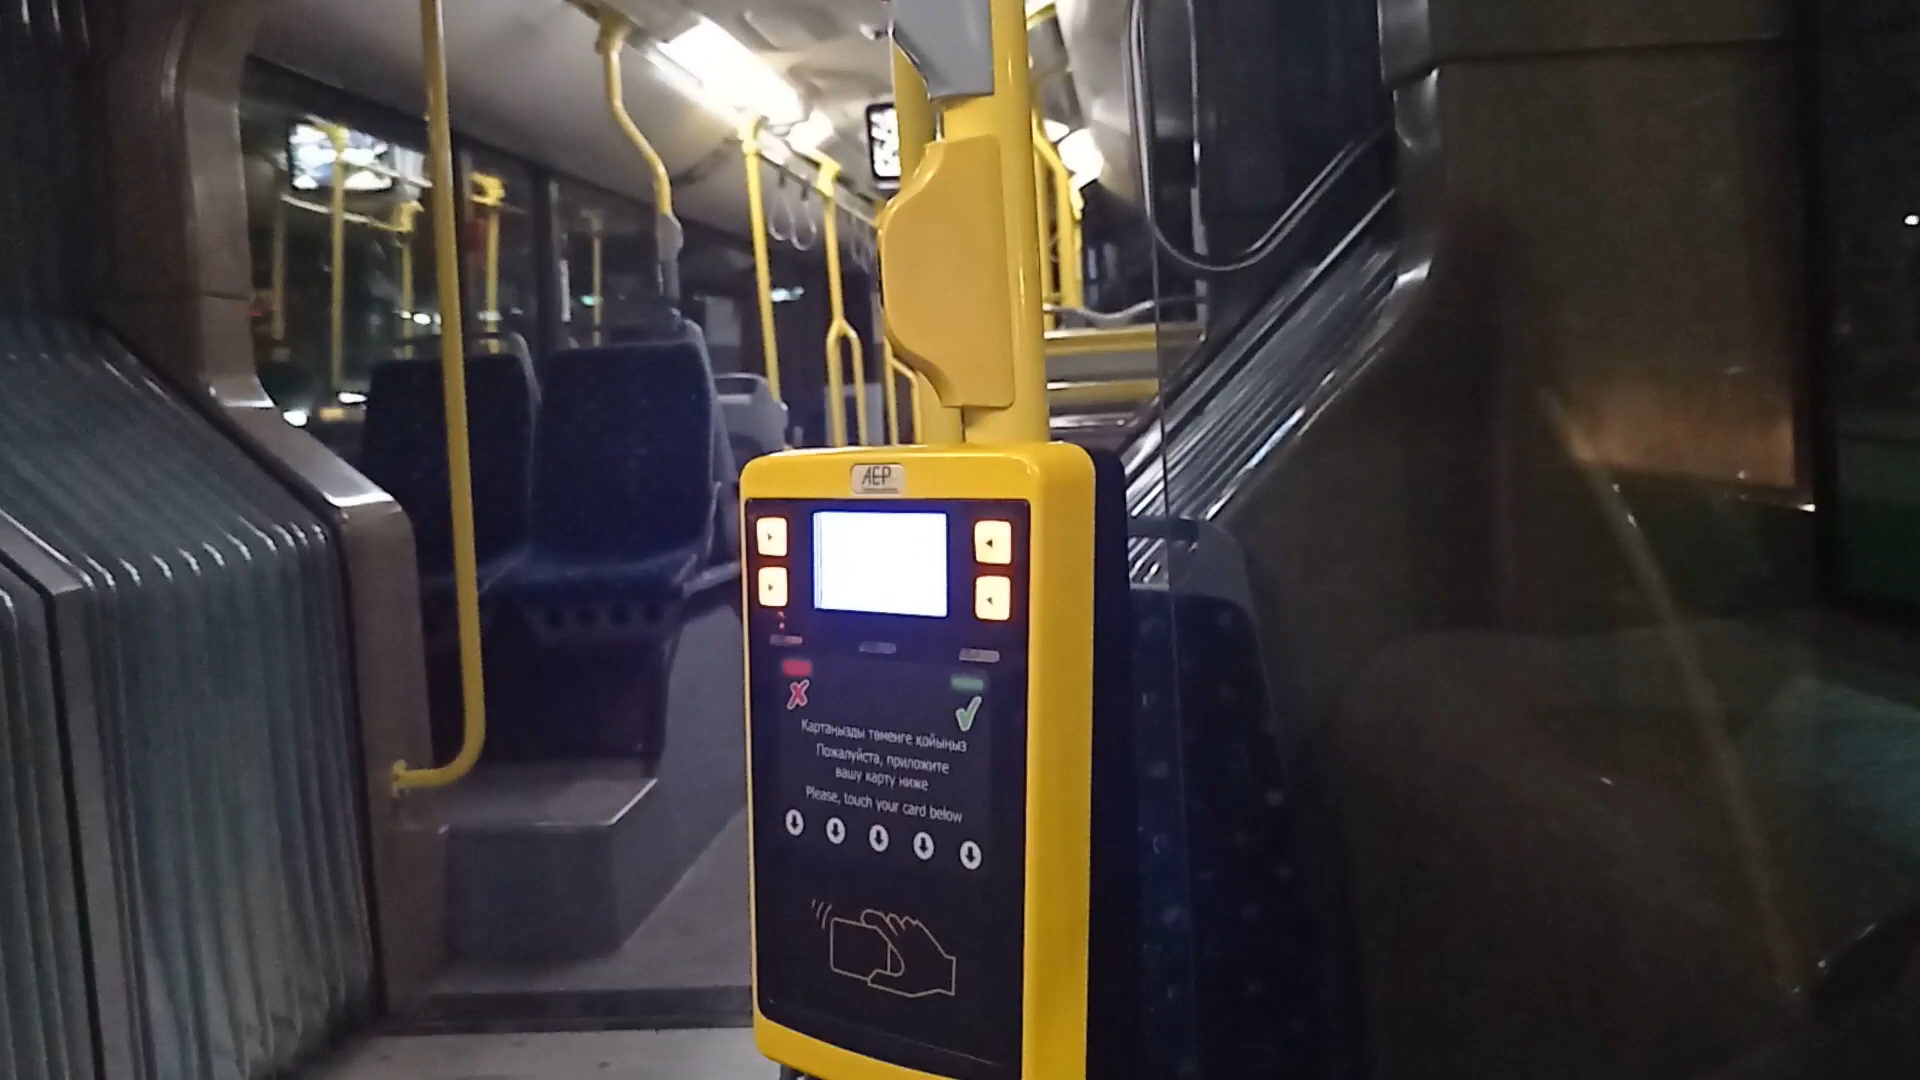 AEP
Картаңызды төменге қойыңыз
Пожалуйста, приложите
вашу карту ниже
Please, touch your card below